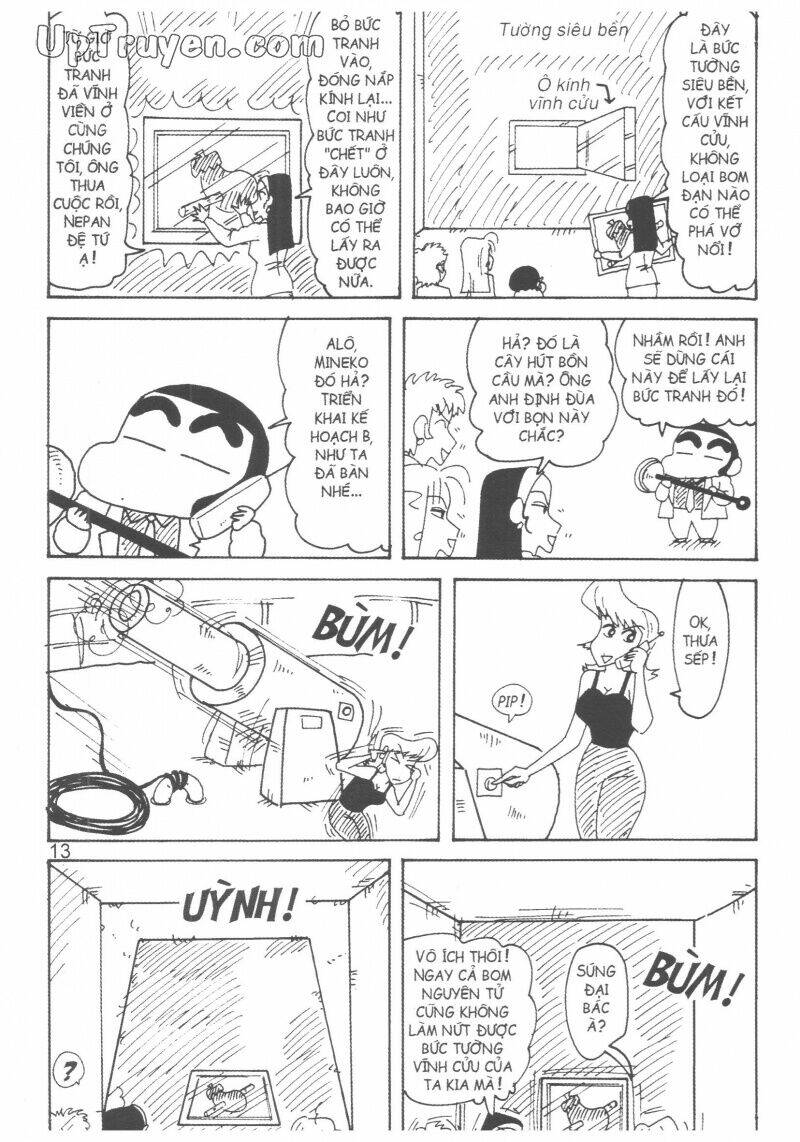 UpTruyen.com
ĐÂY
LÀ BỨC
TƯỜNG
SIÊU BỀN,
VỚI KẾT
CẤU VĨNH
CỬU,
KHÔNG
LOẠI BOM
ĐẠN NÀO
CÓ THỂ
PHÁ VỠ
NỔI!
Tường siêu bền
Ô kính
vĩnh cửu
BỎ BỨC
TRANH
VÀO,
ĐÓNG NẮP
KÍNH LẠI...
COI NHƯ
BỨC TRANH
"CHẾT" Ở
ĐÂY LUÔN,
KHÔNG
BAO GIỜ
CÓ THỂ
LẤY RA
ĐƯỢC
NỮA.
BỨC
TRANH
ĐÃ VĨNH
VIỄN Ở
CÙNG
CHÚNG
TÔI, ÔNG
THUA
CUỘC RỒI,
NEPAN
ĐỆ TỨ
Ạ!
NHẦM RỒI! ANH
SẼ DÙNG CÁI
NÀY ĐỂ LẤY LẠI
BỨC TRANH ĐÓ!
HẢ? ĐÓ LÀ
CÂY HÚT BỒN
CẦU MÀ? ÔNG
ANH ĐỊNH ĐÙA
VỚI BỌN NÀY
CHẮC?
ALÔ,
MINEKO
ĐÓ HẢ?
TRIỂN
KHAI KẾ
HOẠCH B,
NHƯ TA
ĐÃ BÀN
NHÉ...
OK,
THƯA
SẾP!
PIP!
BÙM!
13
BÙM!
SÚNG
ĐẠI
BÁC
À?
VÔ ÍCH THÔI!
NGAY CẢ BOM
NGUYÊN TỬ
CŨNG KHÔNG
LÀM NỨT ĐƯỢC
BỨC TƯỜNG
VĨNH CỬU CỦA
TA KIA MÀ!
UỲNH!
?